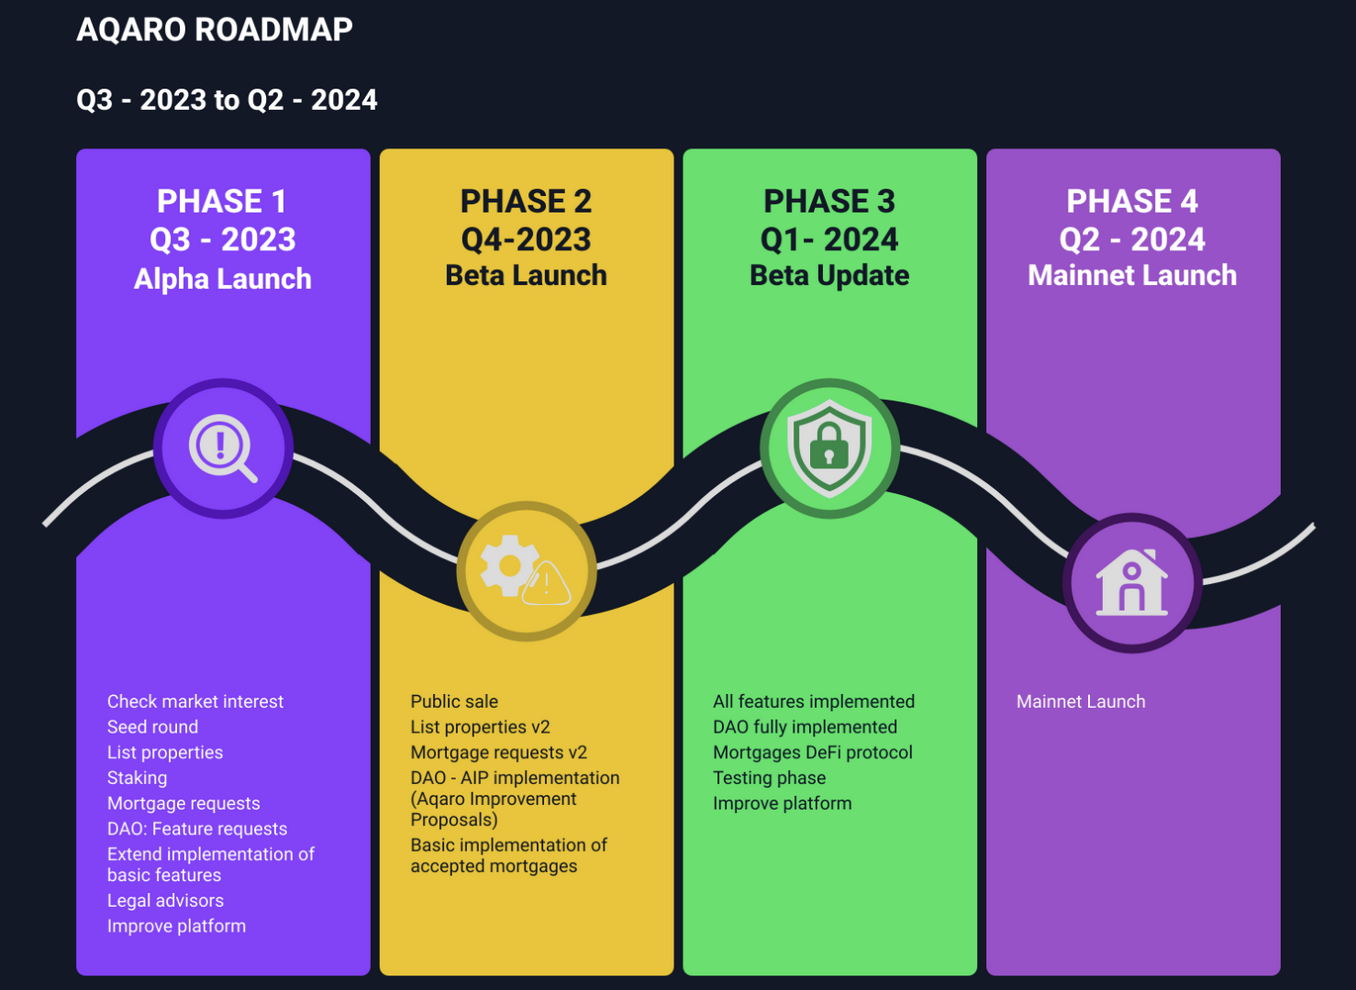 AQARO ROADMAP
Q3 - 2023 to Q2 - 2024
PHASE 1
Q3 - 2023
Alpha Launch
Check market interest
Seed round
List properties
Staking
Mortgage requests
DAO: Feature requests
Extend implementation of
basic features
Legal advisors
Improve platform
PHASE 2
Q4-2023
Beta Launch
Public sale
List properties v2
Mortgage requests v2
DAO - AIP implementation
(Aqaro Improvement
Proposals)
Basic implementation of
accepted mortgages
PHASE 3
Q1- 2024
Beta Update
All features implemented
DAO fully implemented
Mortgages DeFi protocol
Testing phase
Improve platform
PHASE 4
Q2 - 2024
Mainnet Launch
Mainnet Launch